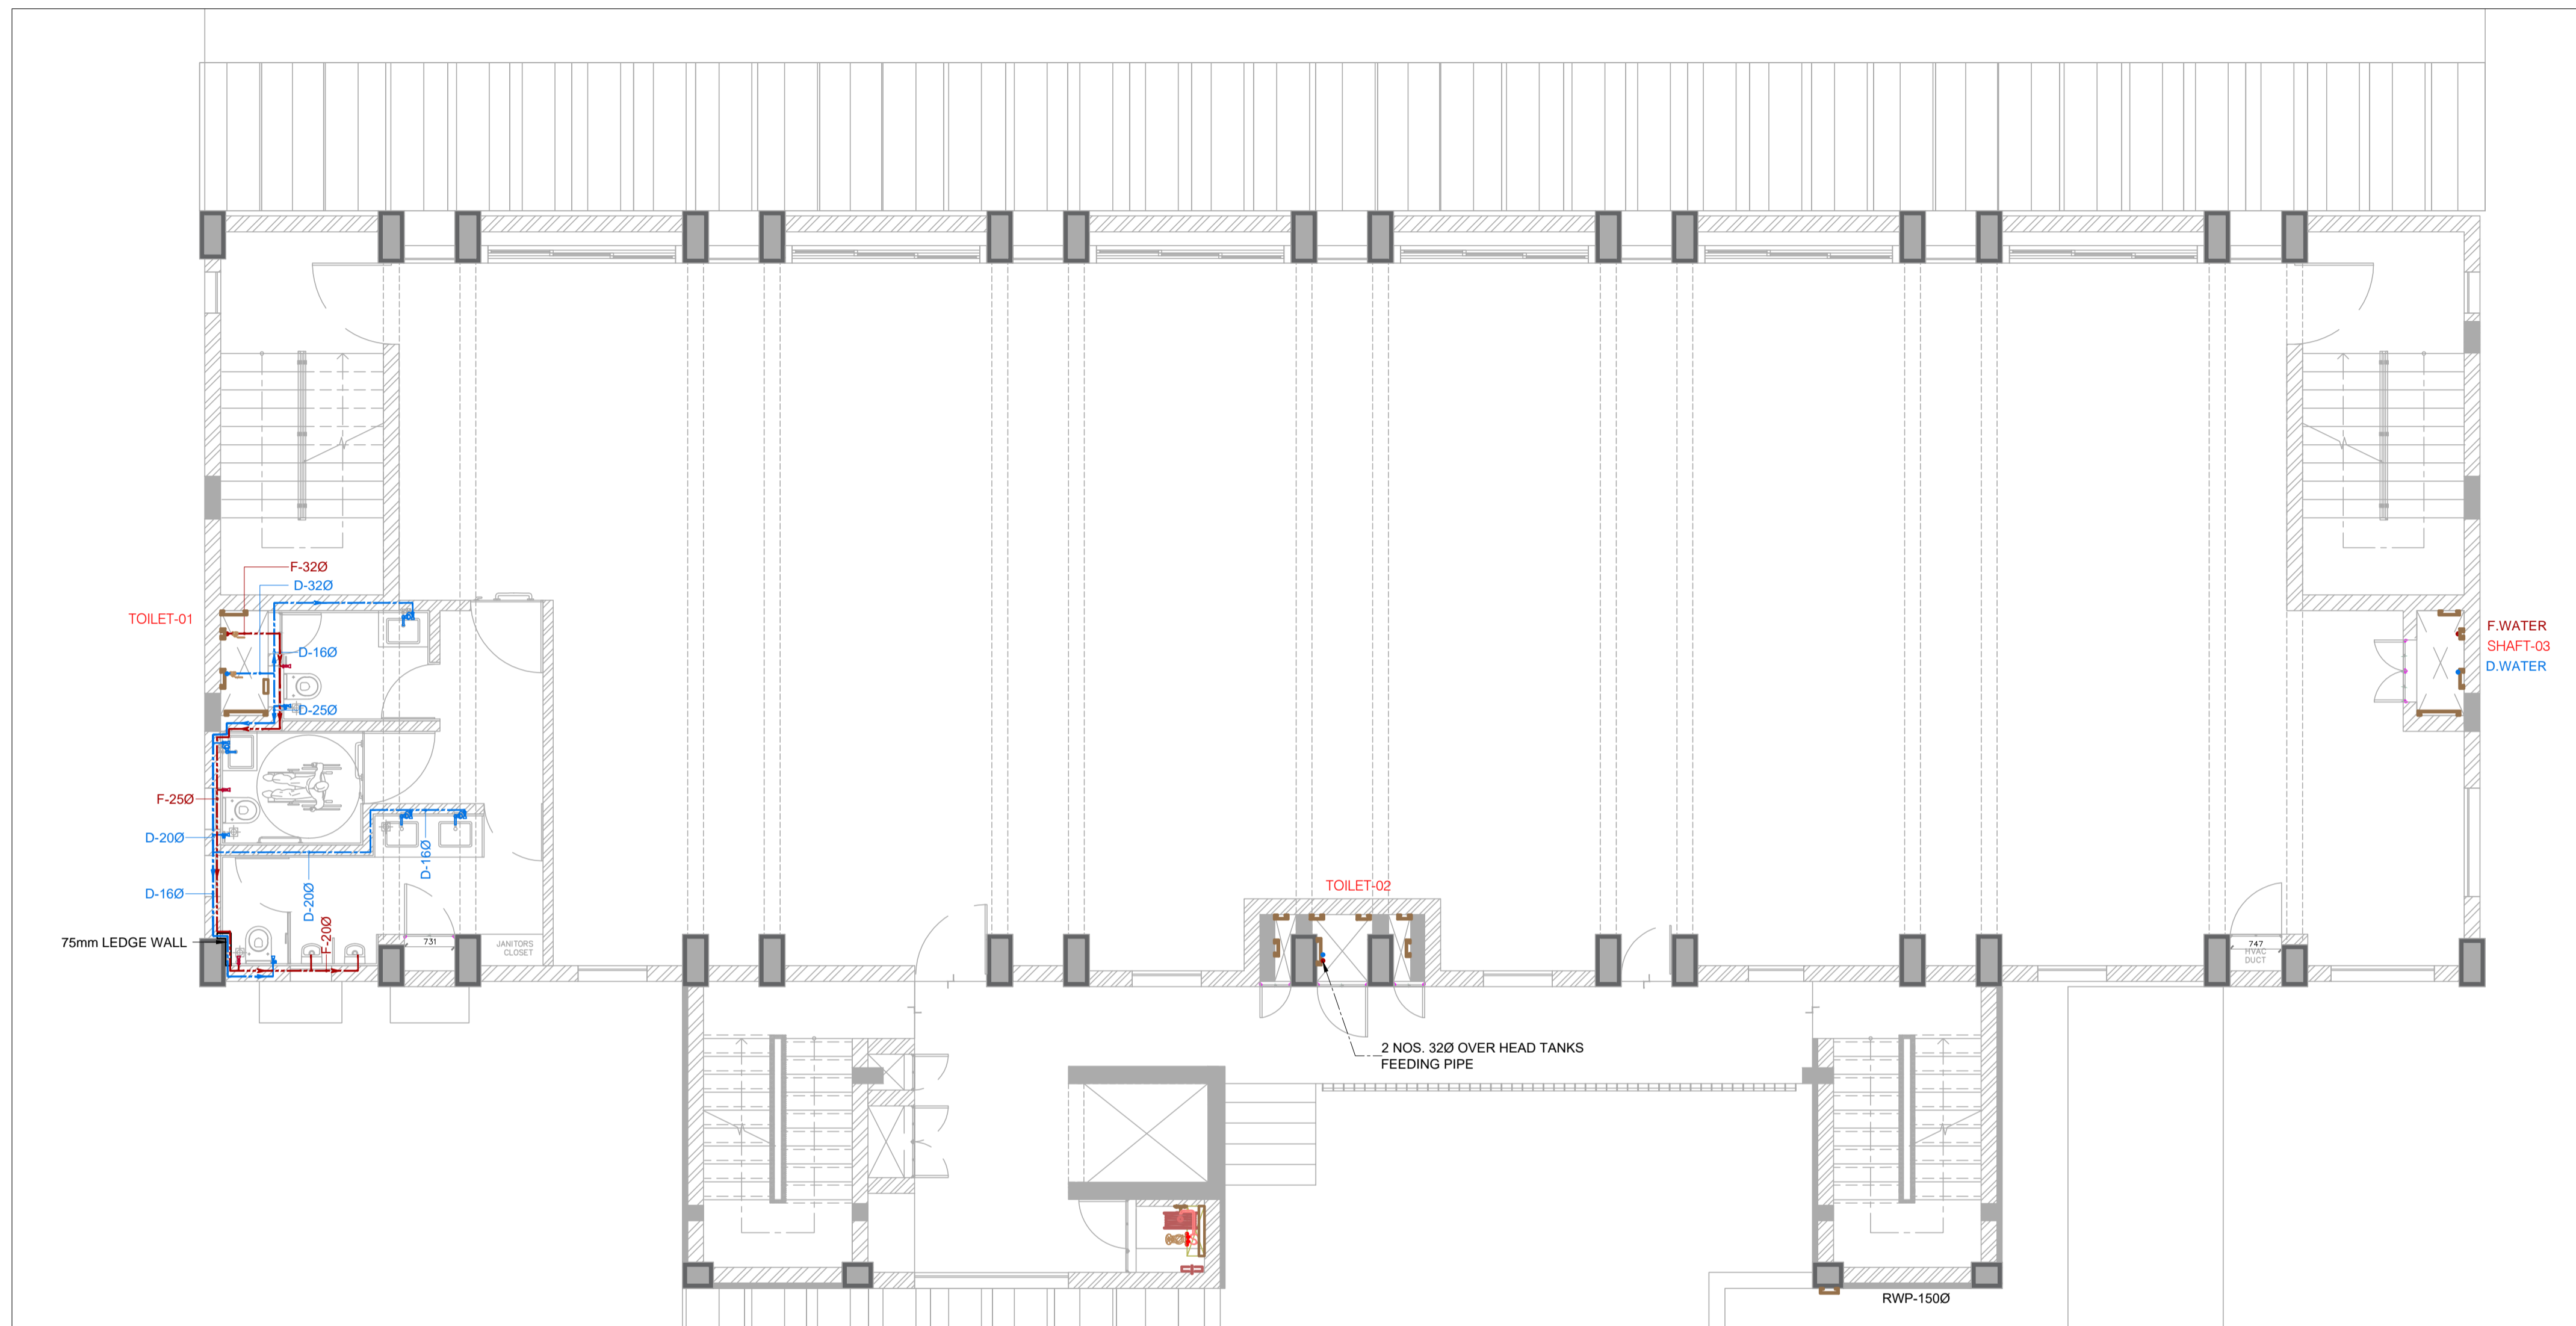 F-32Ø
D-32Ø
TOILET-01
F.WATER
SHAFT-03
D.WATER
D-16Ø
D-25Ø
F-25Ø
D-20Ø
D-16Ø
D-16Ø
D-20Ø
F-20Ø
75mm LEDGE WALL
731
JANITORS
CLOSET
TOILET-02
747
HVAC
DUCT
2 NOS. 32Ø OVER HEAD TANKS
FEEDING PIPE
RWP-150Ø